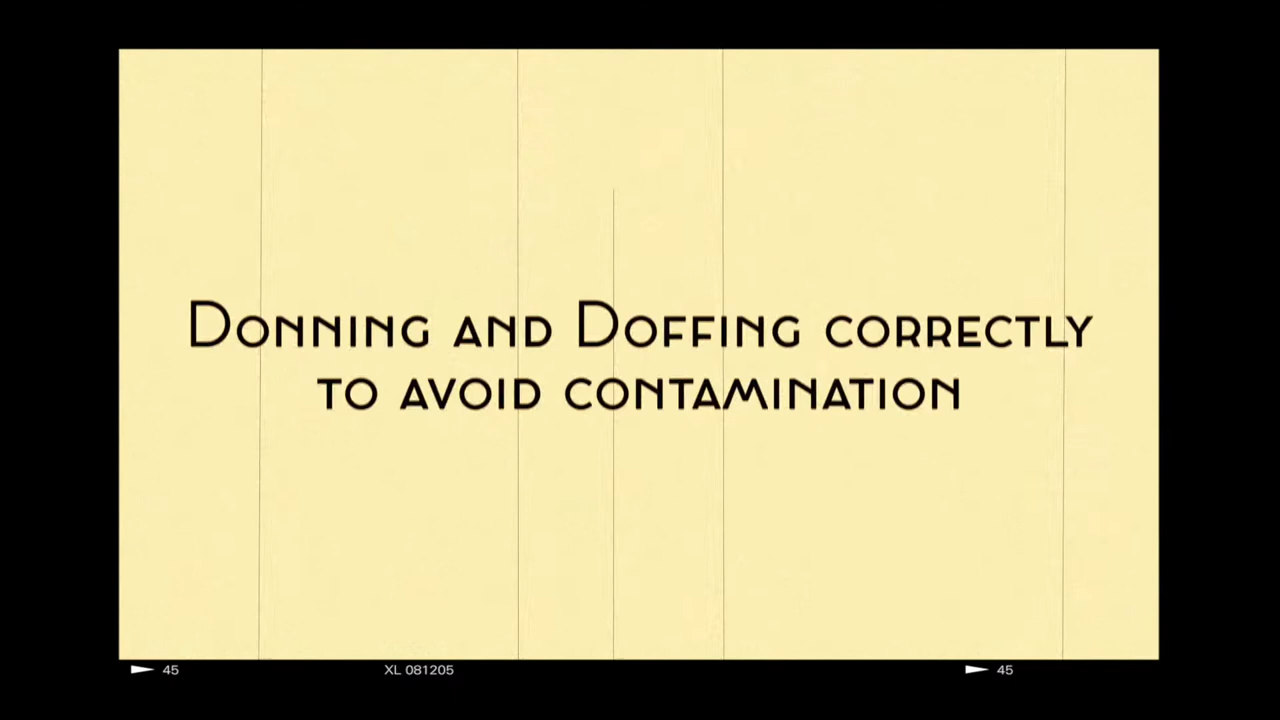 Donning and Doffing correctly
to avoid contamination
45 XL 081205 45